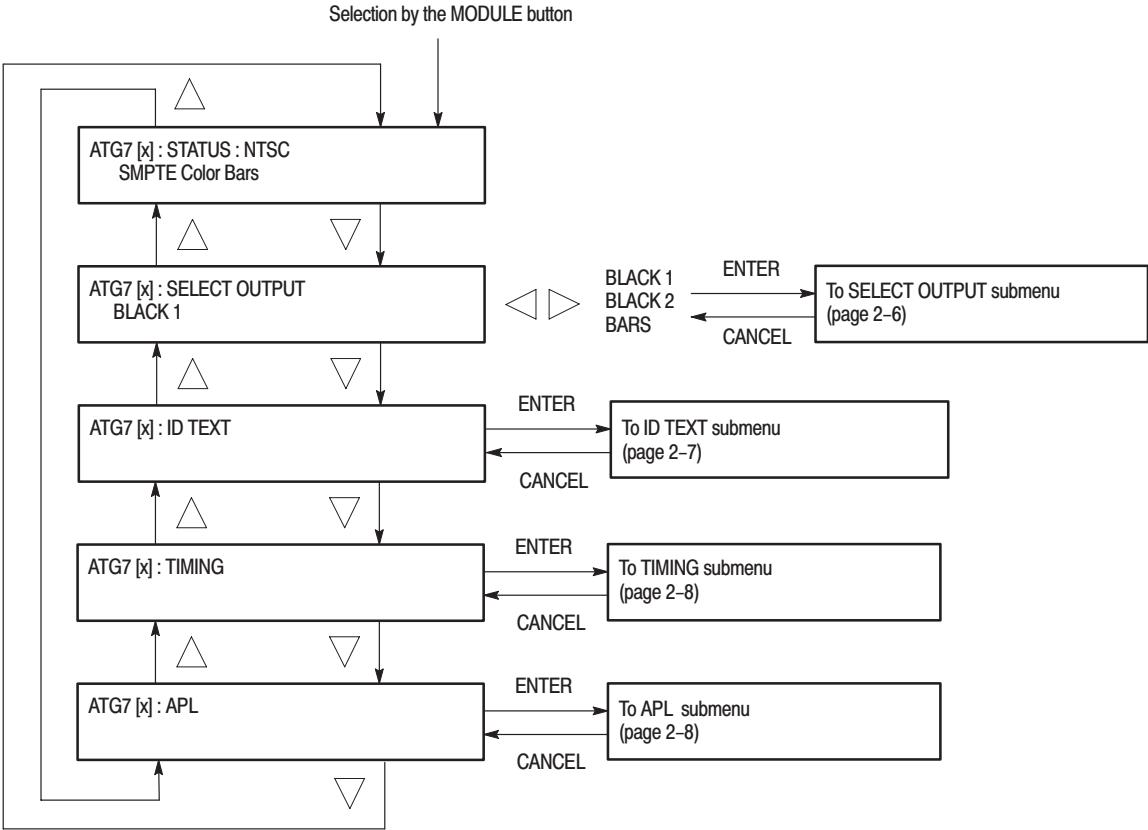 Selection by the MODULE button
ATG7 [x] : STATUS : NTSC
SMPTE Color Bars
ATG7 [x] : SELECT OUTPUT
BLACK 1
BLACK 1
BLACK 2
BARS
ENTER
CANCEL
To SELECT OUTPUT submenu
(page 2–6)
ATG7 [x] : ID TEXT
ENTER
CANCEL
To ID TEXT submenu
(page 2–7)
ATG7 [x] : TIMING
ENTER
CANCEL
To TIMING submenu
(page 2–8)
ATG7 [x] : APL
ENTER
CANCEL
To APL submenu
(page 2–8)